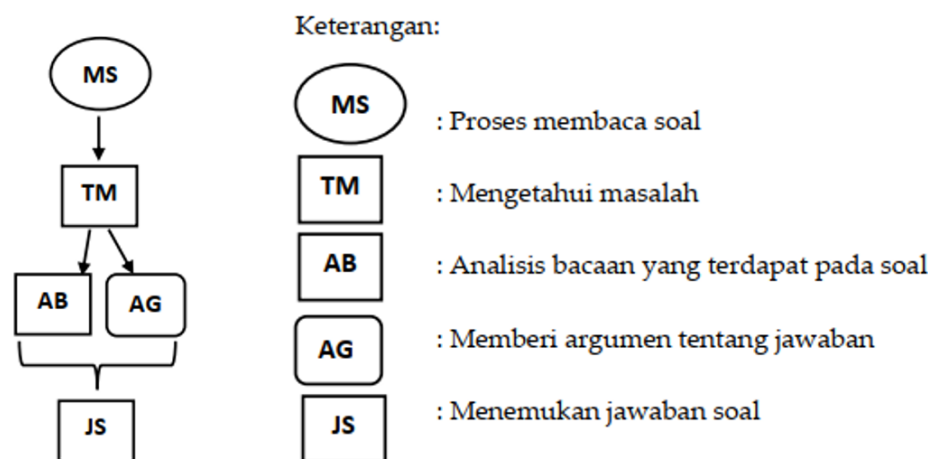 Keterangan:
MS
TM
AB AG
JS
MS : Proses membaca soal
TM : Mengetahui masalah
AB : Analisis bacaan yang terdapat pada soal
AG : Memberi argumen tentang jawaban
JS : Menemukan jawaban soal